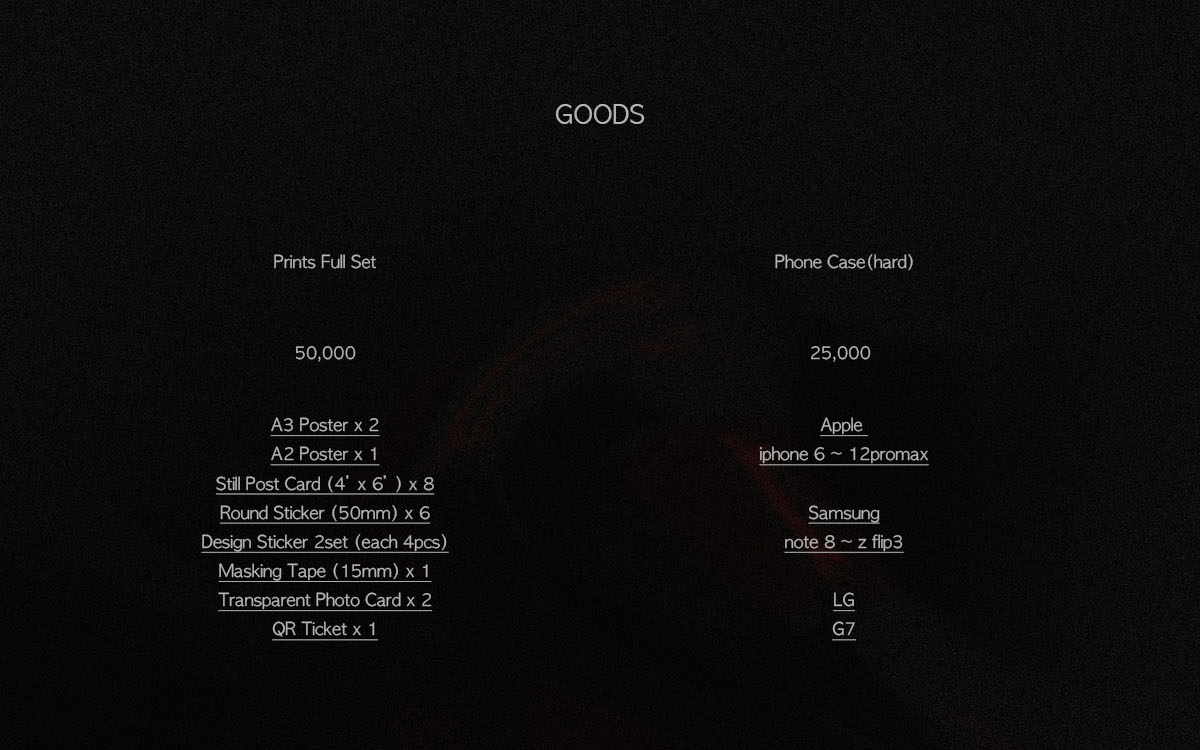 GOODS
Prints Full Set
50,000
A3 Poster x 2
A2 Poster x 1
Still Post Card (4’ x 6’ ) x 8
Round Sticker (50mm) x 6
Design Sticker 2set (each 4pcs)
Masking Tape (15mm) x 1
Transparent Photo Card x 2
QR Ticket x 1
Phone Case(hard)
25,000
Apple
iphone 6 ~ 12promax
Samsung
note 8 ~ z flip3
LG
G7